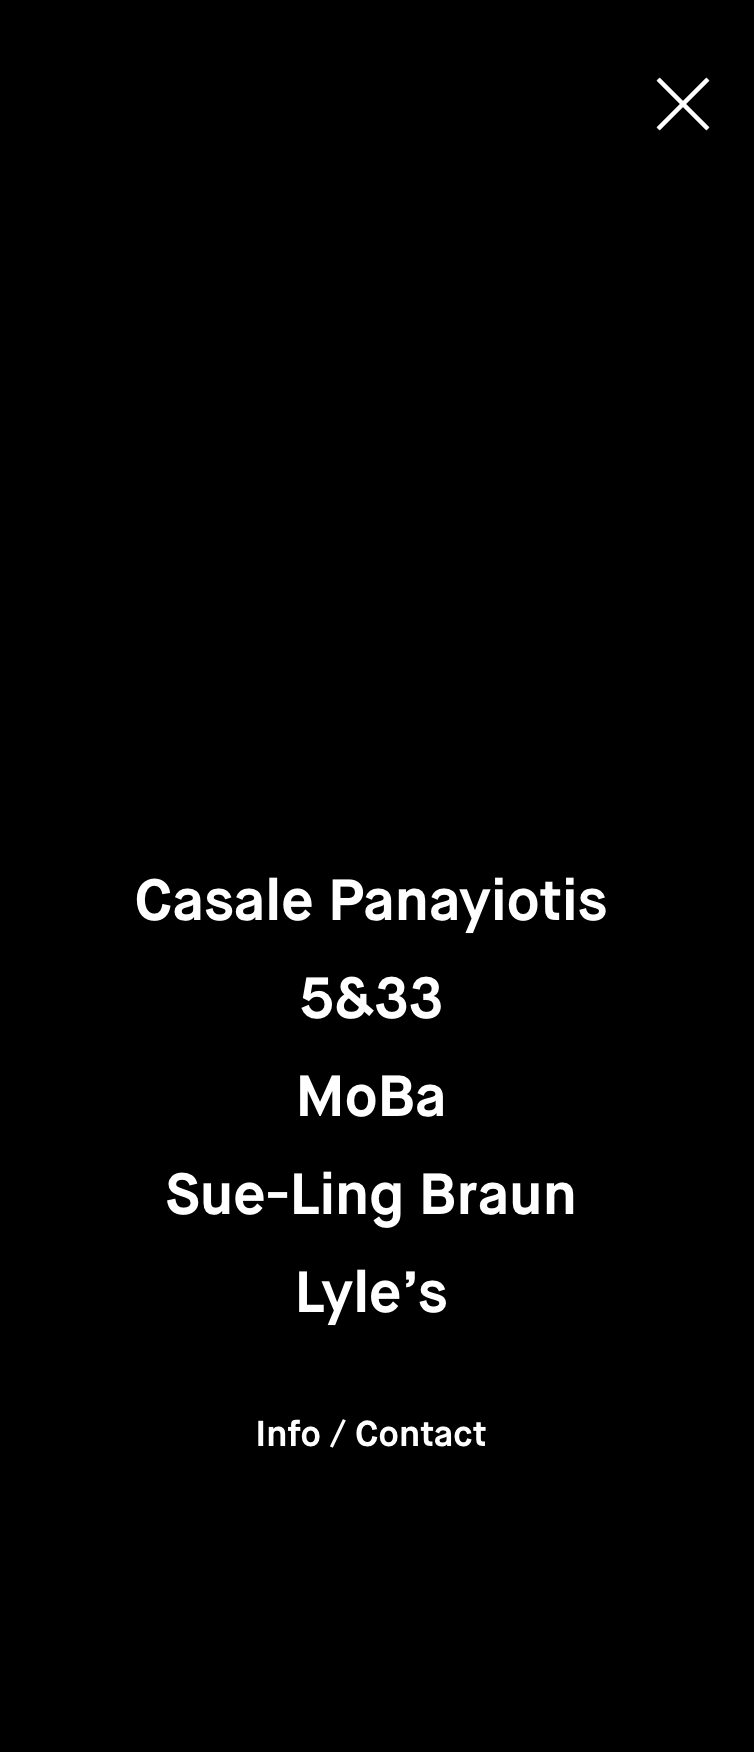 Casale Panayiotis
5&33
MoBa
Sue-Ling Braun
Lyle’s
Info / Contact